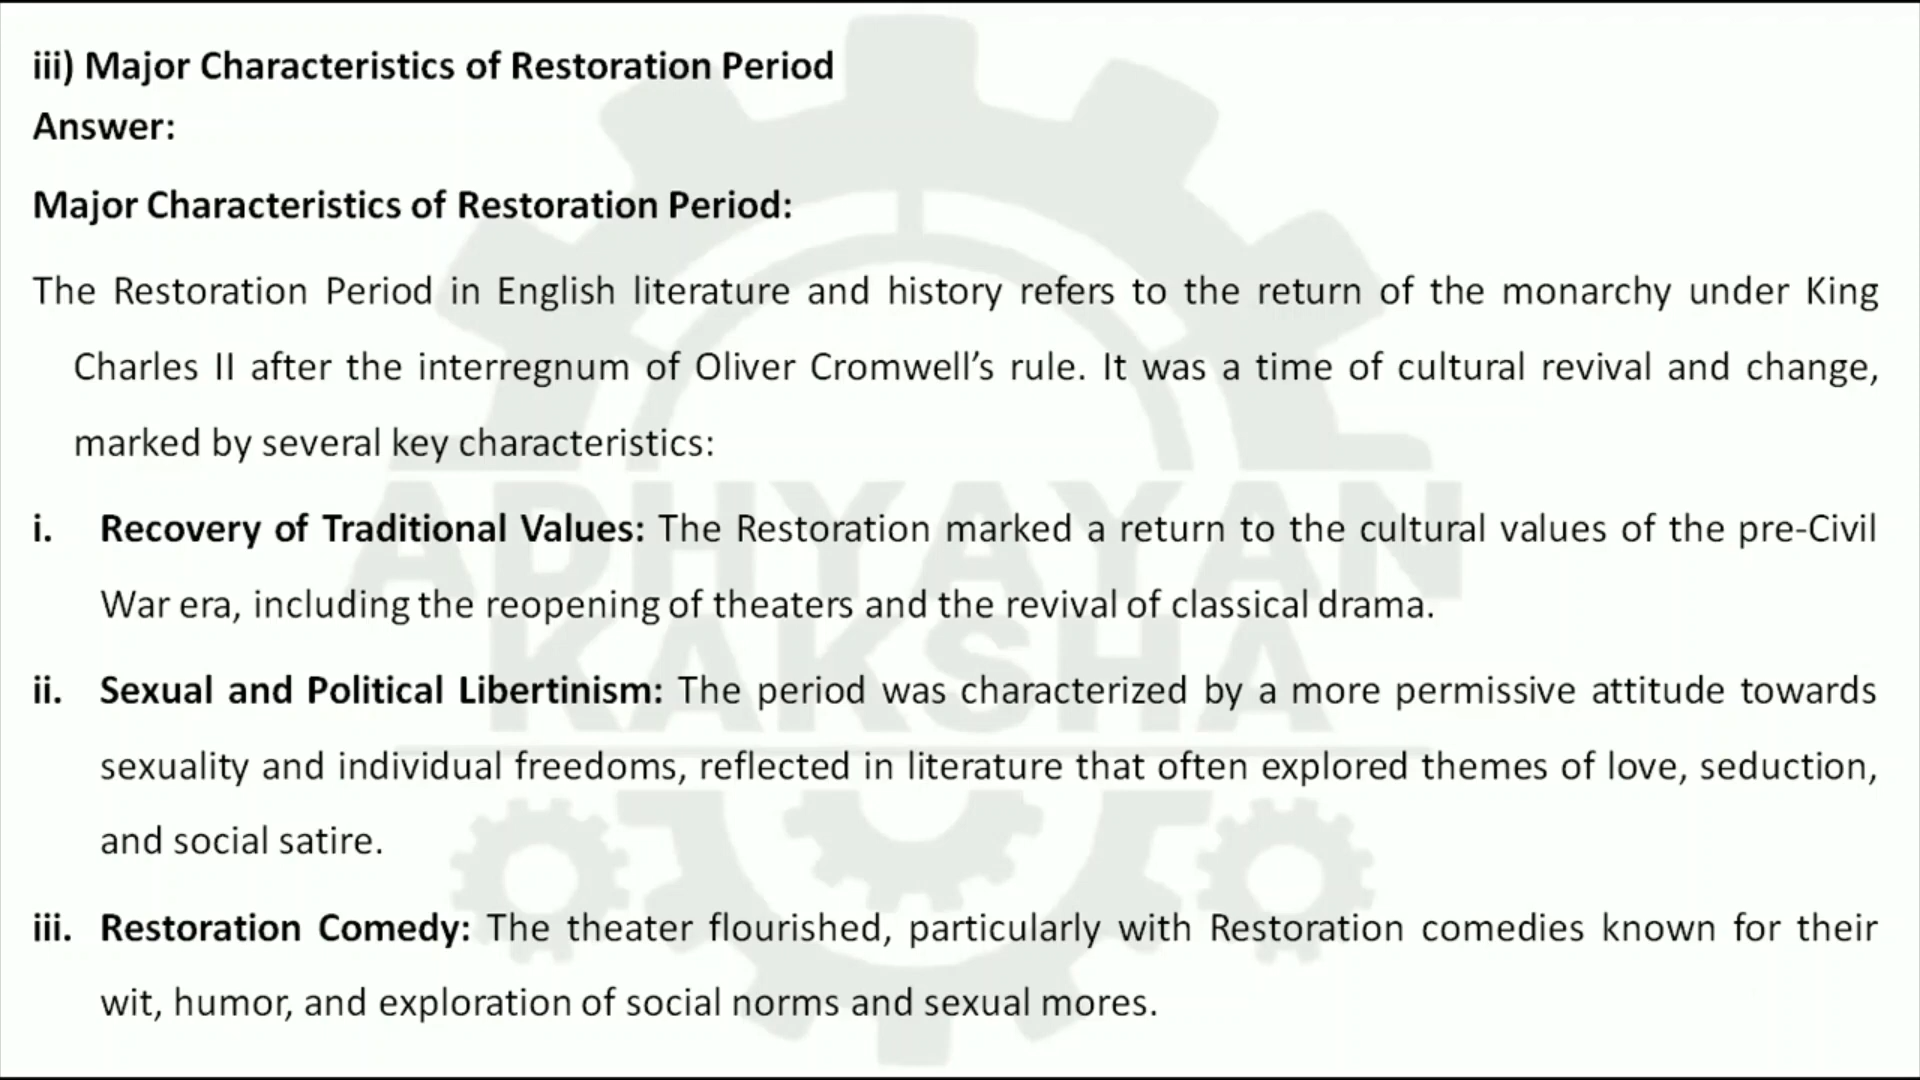 iii) Major Characteristics of Restoration Period
Answer:
Major Characteristics of Restoration Period:
The Restoration Period in English literature and history refers to the return of the monarchy under King
Charles II after the interregnum of Oliver Cromwell’s rule. It was a time of cultural revival and change,
marked by several key characteristics:
i. Recovery of Traditional Values: The Restoration marked a return to the cultural values of the pre-Civil
War era, including the reopening of theaters and the revival of classical drama.
ii. Sexual and Political Libertinism: The period was characterized by a more permissive attitude towards
sexuality and individual freedoms, reflected in literature that often explored themes of love, seduction,
and social satire.
iii. Restoration Comedy: The theater flourished, particularly with Restoration comedies known for their
wit, humor, and exploration of social norms and sexual mores.
ADHYAYAN
KAKSHA